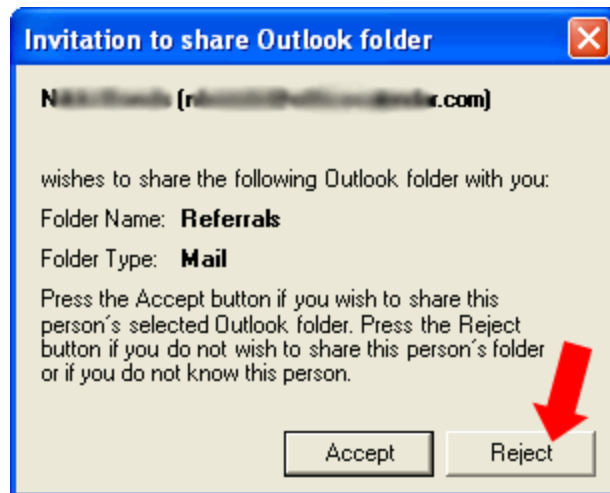 Invitation to share Outlook folder
.com)
wishes to share the following Outlook folder with you:
Folder Name: Referrals
Folder Type: Mail
Press the Accept button if you wish to share this
person´s selected Outlook folder. Press the Reject
button if you do not wish to share this person´s folder
or if you do not know this person.
Accept Reject